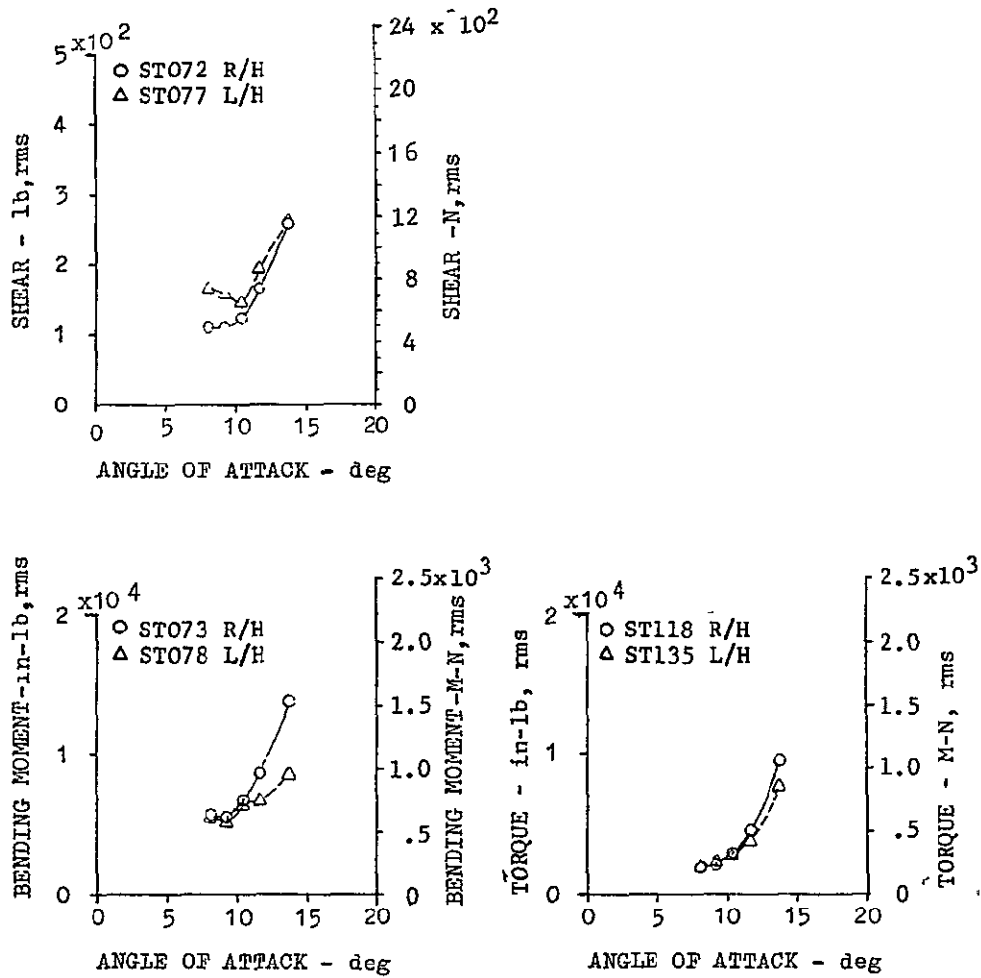 5 x10^2
24 x 10^2
○ ST072 R/H
△ ST077 L/H
20
4
16
3
12
2
8
1
4
0
0
0 5 10 15 20
SHEAR - lb,rms
SHEAR -N,rms
ANGLE OF ATTACK - deg
x10^4
2
2.5x10^3
○ ST073 R/H
△ ST078 L/H
2.0
1.5
1
1.0
.5
0
0
0 5 10 15 20
BENDING MOMENT-in-lb,rms
BENDING MOMENT-M-N,rms
ANGLE OF ATTACK - deg
2 x10^4
2.5x10^3
○ ST118 R/H
△ ST135 L/H
2.0
1.5
1
1.0
.5
0
0
0 5 10 15 20
TORQUE - in-lb, rms
TORQUE - M-N, rms
ANGLE OF ATTACK - deg